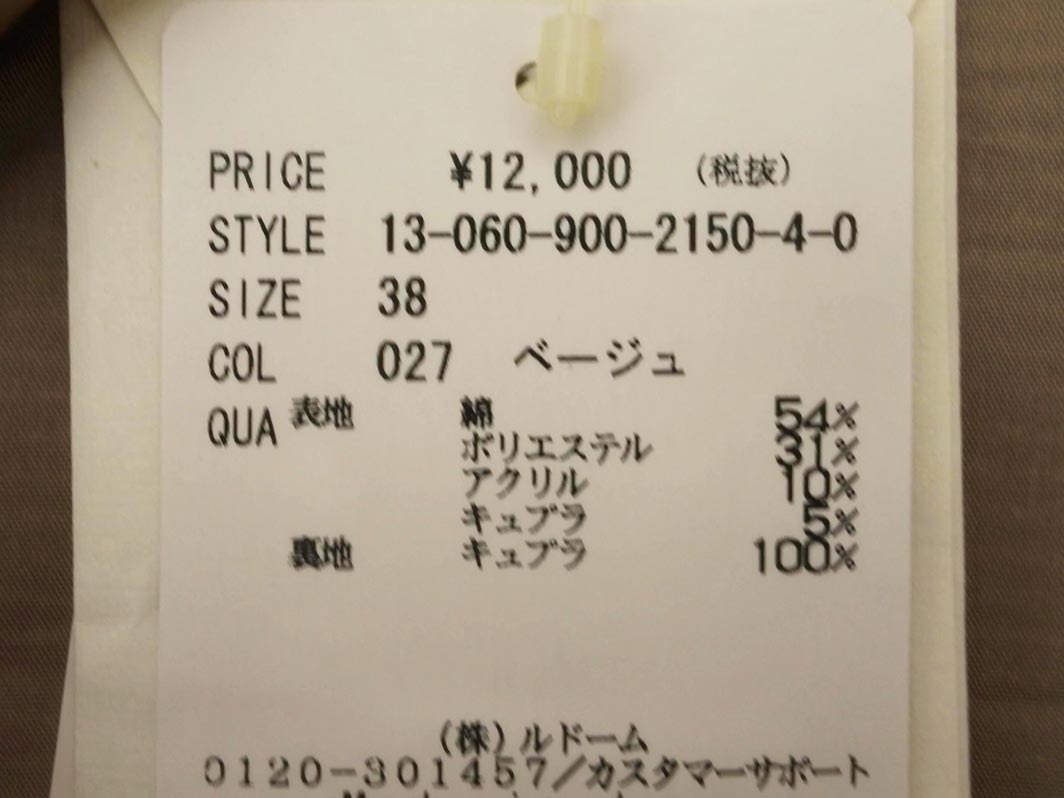 PRICE ¥12,000 (税抜)
STYLE 13-060-900-2150-4-0
SIZE 38
COL 027 ベージュ
QUA 表地 綿 54%
ポリエステル 31%
アクリル 10%
キュプラ 5%
裏地 キュプラ 100%
(株)ルドーム
0120-301457/カスタマーサポート